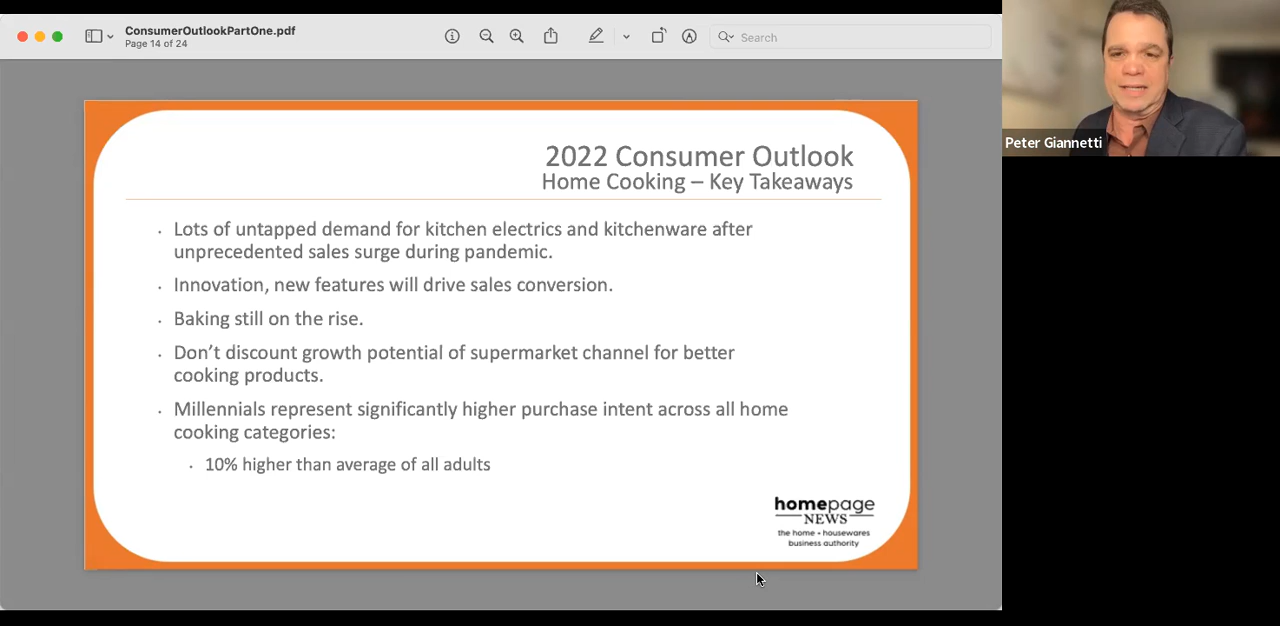 ConsumerOutlookPartOne.pdf
Page 14 of 24
Search
Peter Giannetti
2022 Consumer Outlook
Home Cooking – Key Takeaways
· Lots of untapped demand for kitchen electrics and kitchenware after
unprecedented sales surge during pandemic.
· Innovation, new features will drive sales conversion.
· Baking still on the rise.
· Don’t discount growth potential of supermarket channel for better
cooking products.
· Millennials represent significantly higher purchase intent across all home
cooking categories:
· 10% higher than average of all adults
homepage
NEWS
the home + housewares
business authority